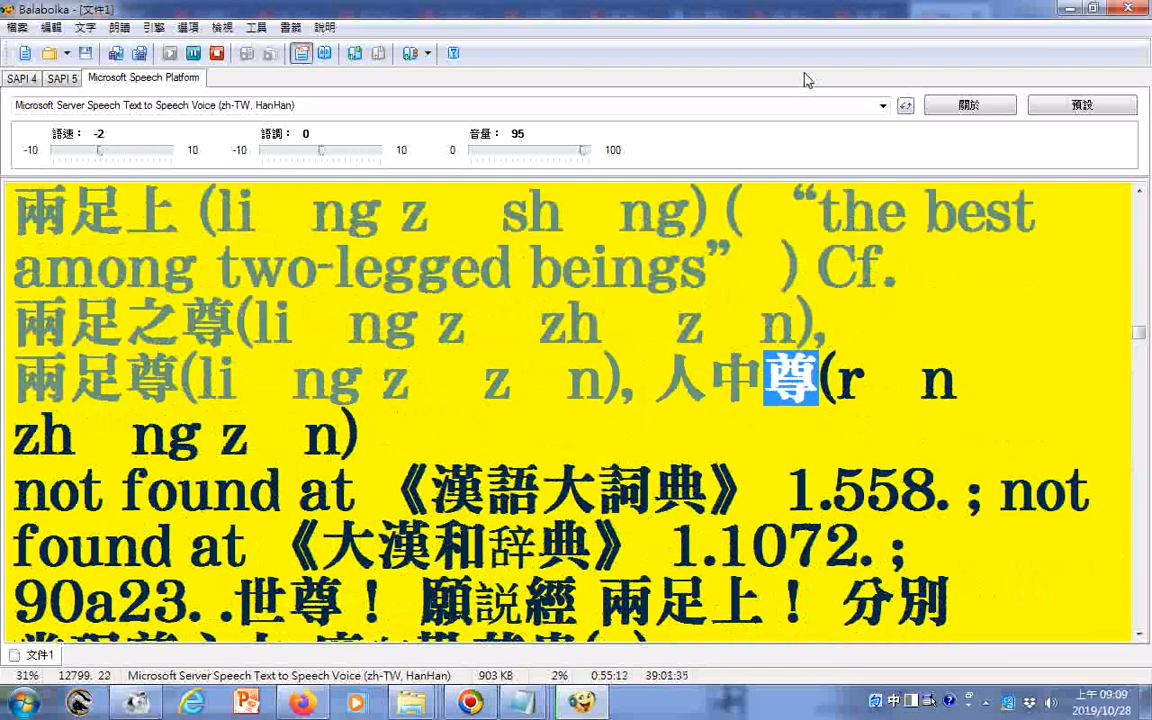 Balabolka - [文件1]
檔案 編輯 文字 朗讀 引擎 選項 檢視 工具 書籤 說明
SAPI 4 SAPI 5 Microsoft Speech Platform
Microsoft Server Speech Text to Speech Voice (zh-TW, HanHan) 關於 預設
語速： -2 語調： 0 音量： 95
-10 10 -10 10 0 100
兩足上 (li ng z sh ng) ( “the best
among two-legged beings” ) Cf.
兩足之尊(li ng z zh z n),
兩足尊(li ng z z n), 人中尊(r n
zh ng z n)
not found at 《漢語大詞典》 1.558. ; not
found at 《大漢和辞典》 1.1072. ;
90a23. .世尊！ 願説經 兩足上！ 分別
文件1
31% 12799. 22 Microsoft Server Speech Text to Speech Voice (zh-TW, HanHan) 903 KB 2% 0:55:12 39:01:35
中 上午 09:09
2019/10/28